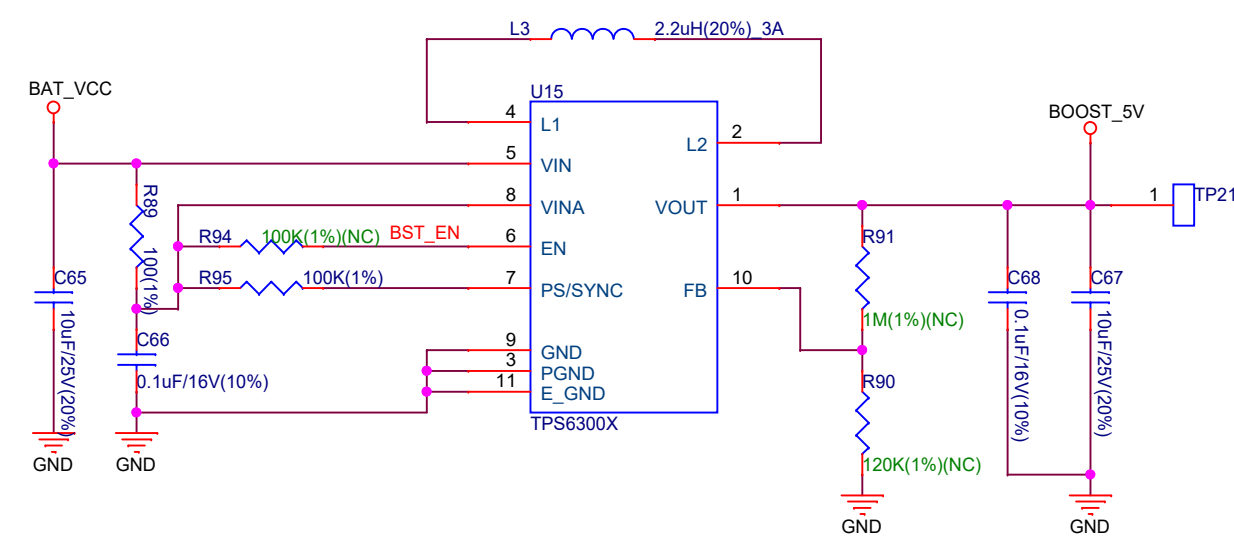 L3
2.2uH(20%)_3A
BAT_VCC
U15
BOOST_5V
4
L1
2
L2
5
VIN
R89
100(1%)
8
VINA
VOUT
1
1
TP21
R94
100K(1%)(NC)
BST_EN
6
EN
R91
1M(1%)(NC)
R95
100K(1%)
7
PS/SYNC
FB
10
C65
10uF/25V(20%)
C68
0.1uF/16V(10%)
C67
10uF/25V(20%)
C66
0.1uF/16V(10%)
9
GND
3
PGND
11
E_GND
TPS6300X
R90
120K(1%)(NC)
GND
GND
GND
GND